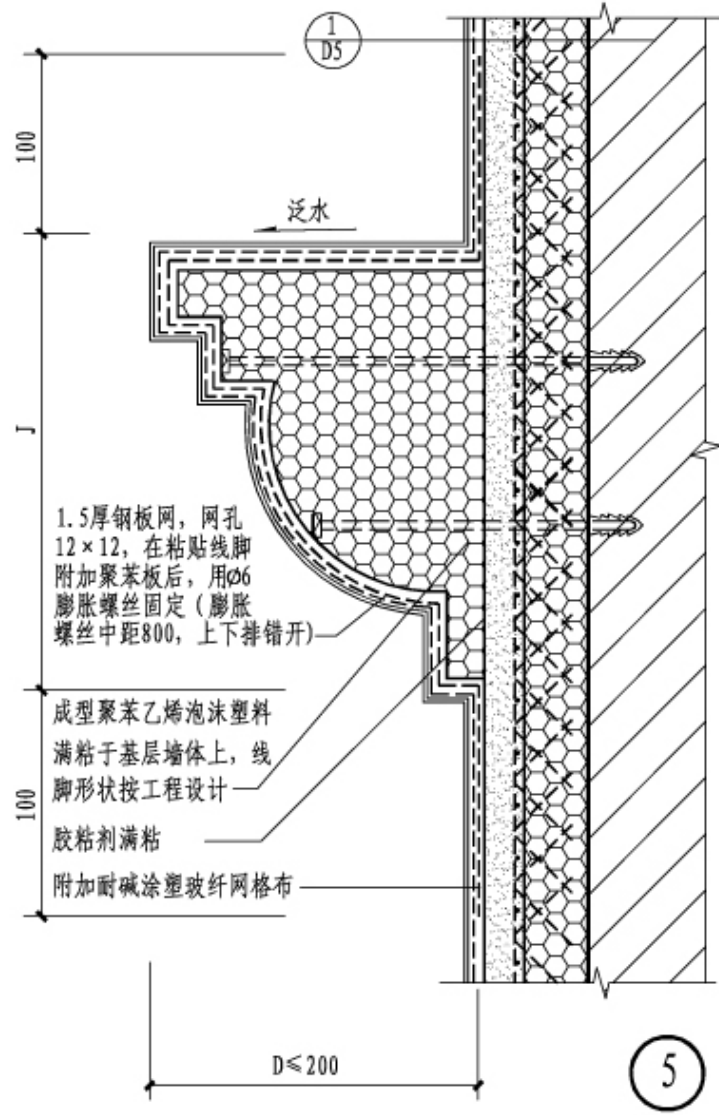 1
D5
100
泛水
J
1.5厚钢板网，网孔
12×12，在粘贴线脚
附加聚苯板后，用Ø6
膨胀螺丝固定（膨胀
螺丝中距800，上下排错开）
成型聚苯乙烯泡沫塑料
满粘于基层墙体上，线
脚形状按工程设计
100
胶粘剂满粘
附加耐碱涂塑玻纤网格布
D≤200
5